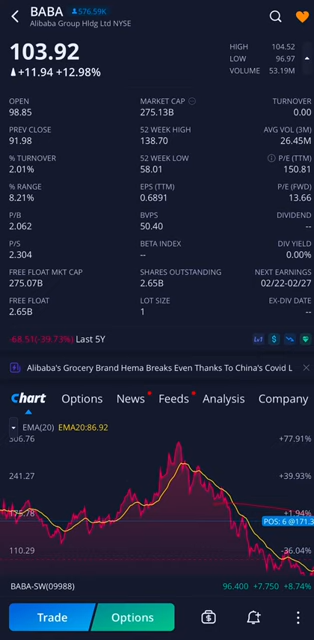 BABA 576.59K
Alibaba Group Hldg Ltd NYSE
103.92
+11.94 +12.98%
HIGH 104.52
LOW 96.97
VOLUME 53.19M
OPEN MARKET CAP TURNOVER
98.85 275.13B 0.00
PREV CLOSE 52 WEEK HIGH AVG VOL (3M)
91.98 138.70 26.45M
% TURNOVER 52 WEEK LOW P/E (TTM)
2.01% 58.01 150.81
% RANGE EPS (TTM) P/E (FWD)
8.21% 0.6891 13.66
P/B BVPS DIVIDEND
2.062 50.40 --
P/S BETA INDEX DIV YIELD
2.304 -- 0.00%
FREE FLOAT MKT CAP SHARES OUTSTANDING NEXT EARNINGS
275.07B 2.65B 02/22-02/27
FREE FLOAT LOT SIZE EX-DIV DATE
2.65B 1 --
-68.51(-39.73%) Last 5Y
Alibaba's Grocery Brand Hema Breaks Even Thanks To China's Covid L
Chart Options News Feeds Analysis Company
EMA(20) EMA20:86.92
306.76 +77.91%
241.27 +39.93%
175.78 +1.94%
POS: 6 @171.3
110.29 -36.04%
BABA-SW(09988) 96.400 +7.750 +8.74%
Trade Options